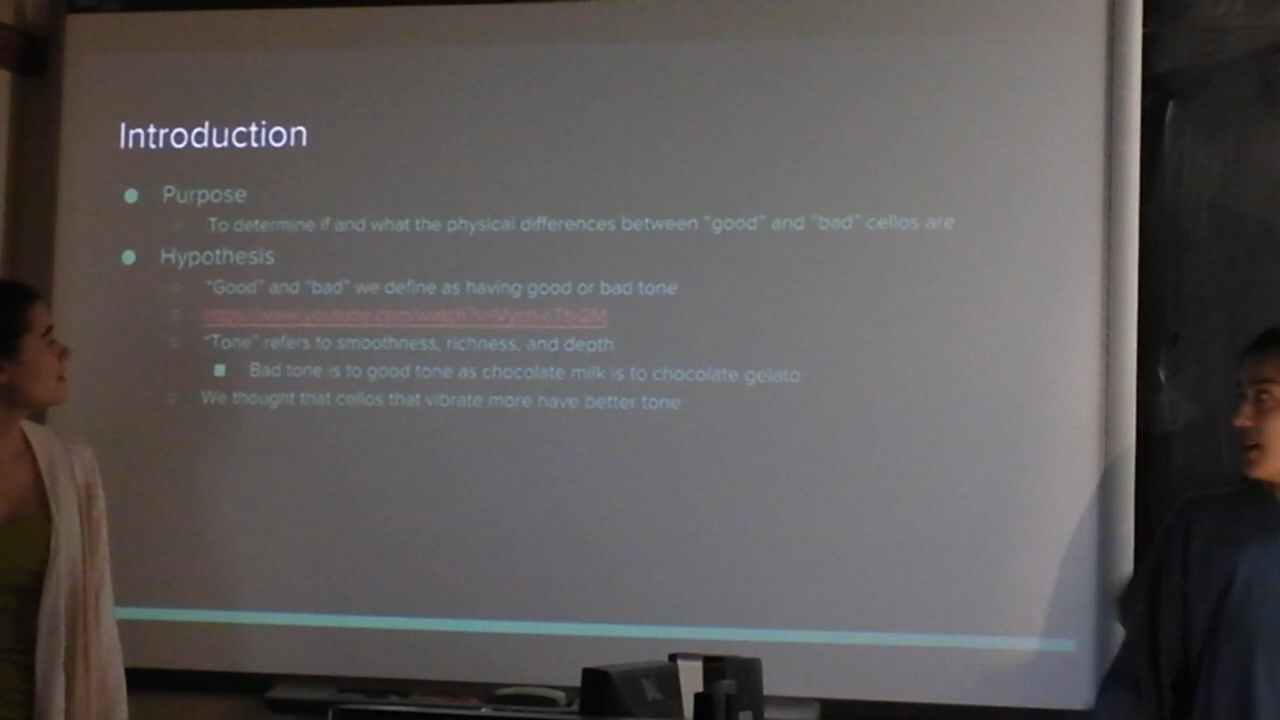 Introduction
Purpose
To determine if and what the physical differences between "good" and "bad" cellos are
Hypothesis
"Good" and "bad" we define as having good or bad tone
"Tone" refers to smoothness, richness, and depth
Bad tone is to good tone as chocolate milk is to chocolate gelato
We thought that cellos that vibrate more have better tone